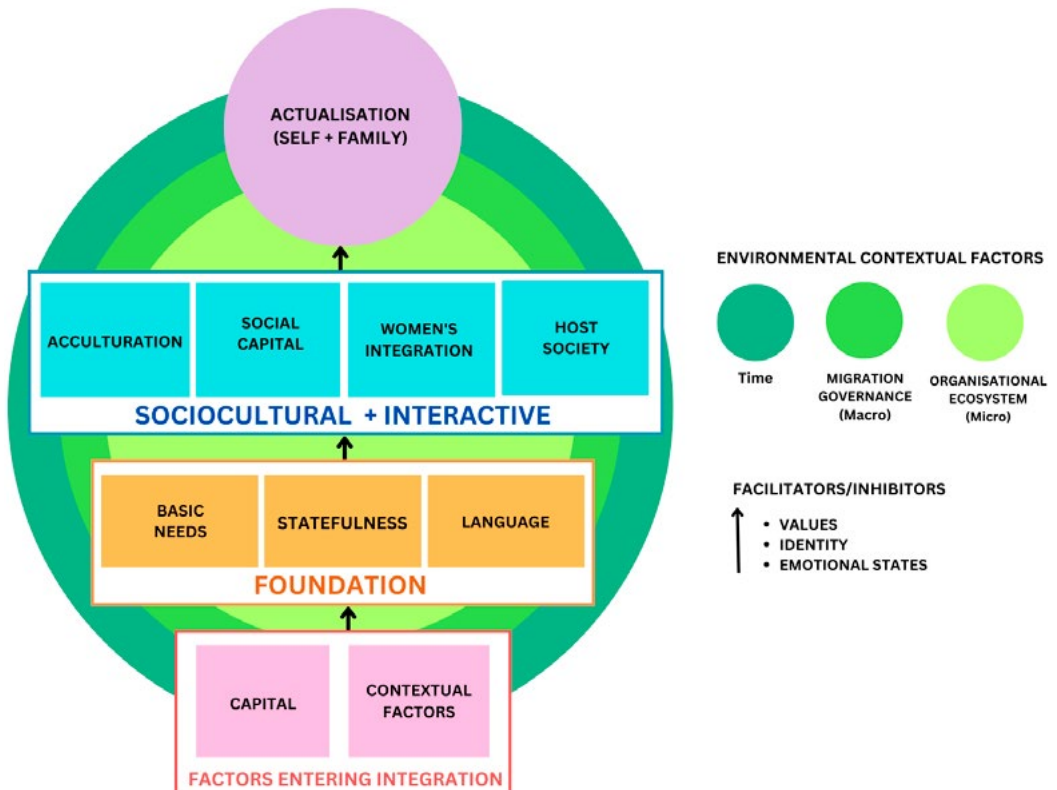 ACTUALISATION
(SELF + FAMILY)
ACCULTURATION
SOCIAL
CAPITAL
WOMEN'S
INTEGRATION
HOST
SOCIETY
SOCIOCULTURAL + INTERACTIVE
BASIC
NEEDS
STATEFULNESS
LANGUAGE
FOUNDATION
CAPITAL
CONTEXTUAL
FACTORS
FACTORS ENTERING INTEGRATION
ENVIRONMENTAL CONTEXTUAL FACTORS
Time
MIGRATION
GOVERNANCE
(Macro)
ORGANISATIONAL
ECOSYSTEM
(Micro)
FACILITATORS/INHIBITORS
• VALUES
• IDENTITY
• EMOTIONAL STATES